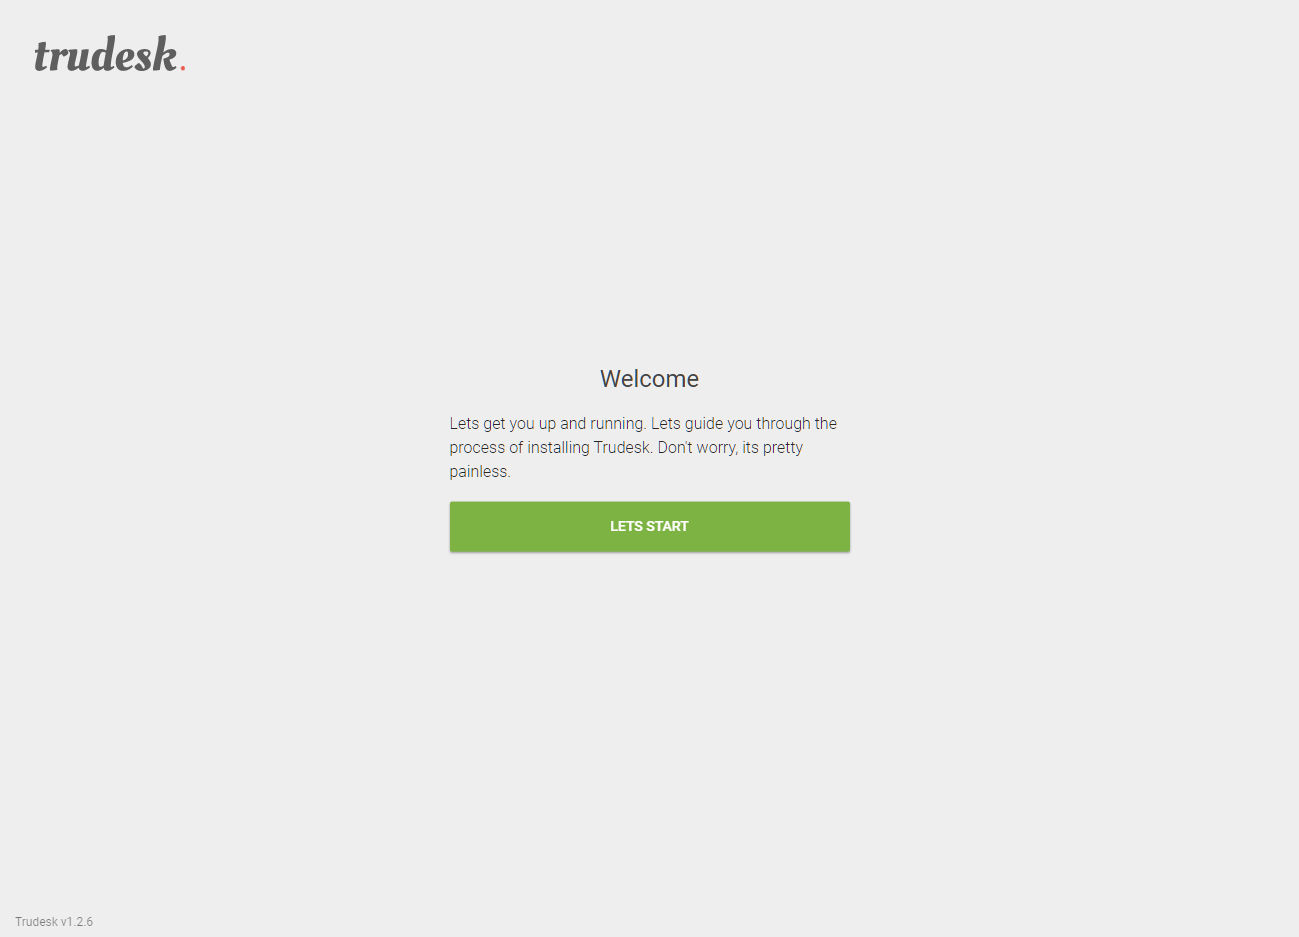 trudesk.
Welcome
Lets get you up and running. Lets guide you through the
process of installing Trudesk. Don't worry, its pretty
painless.
LETS START
Trudesk v1.2.6